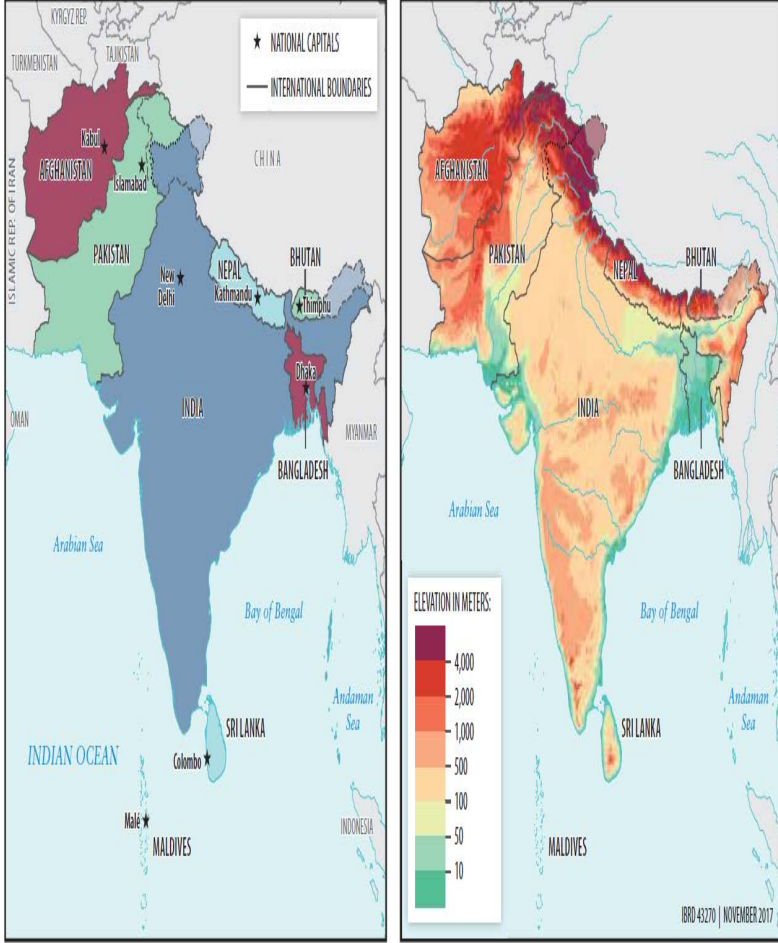 KYRGYZ REP.
TAJIKISTAN
TURKMENISTAN
★ NATIONAL CAPITALS
— INTERNATIONAL BOUNDARIES
Kabul
AFGHANISTAN
Islamabad
CHINA
ISLAMIC REP. OF IRAN
PAKISTAN
New
Delhi
NEPAL
Kathmandu
BHUTAN
Thimphu
Dhaka
INDIA
OMAN
MYANMAR
BANGLADESH
Arabian Sea
Bay of Bengal
Andaman
Sea
SRI LANKA
INDIAN OCEAN
Colombo
Malé
MALDIVES
INDONESIA
AFGHANISTAN
PAKISTAN
NEPAL
BHUTAN
INDIA
BANGLADESH
Arabian Sea
Bay of Bengal
ELEVATION IN METERS:
4,000
2,000
1,000
500
100
50
10
Andaman
Sea
SRI LANKA
MALDIVES
IBRD 43270 | NOVEMBER 2017